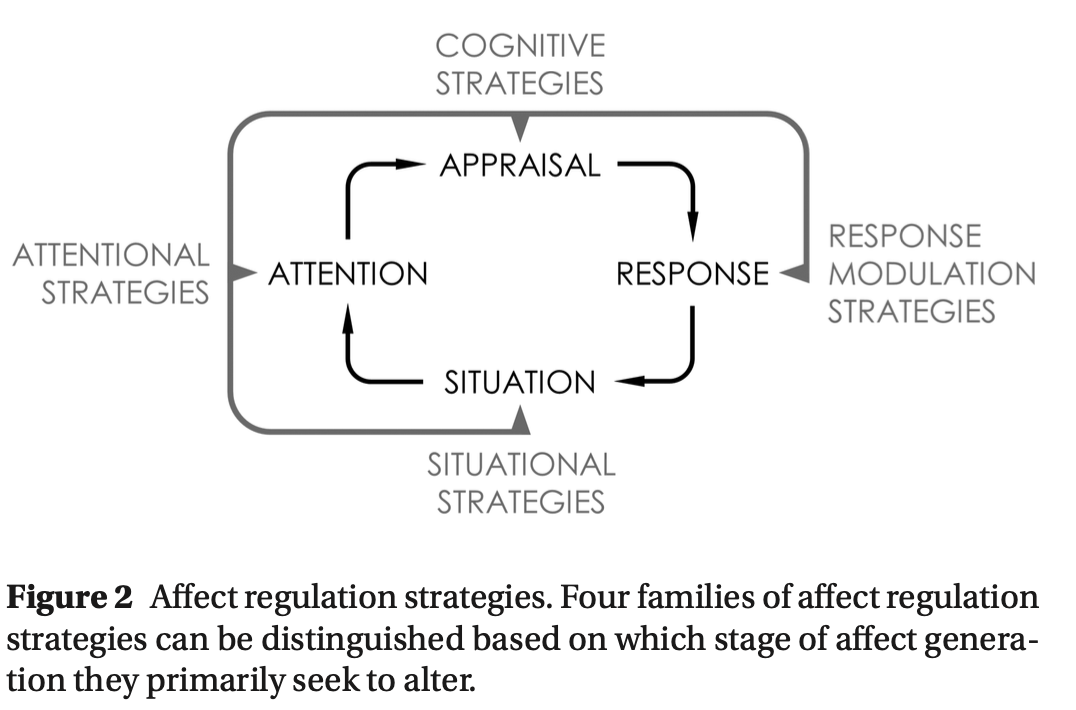 COGNITIVE
STRATEGIES
APPRAISAL
ATTENTIONAL
STRATEGIES
ATTENTION
RESPONSE
RESPONSE
MODULATION
STRATEGIES
SITUATION
SITUATIONAL
STRATEGIES
Figure 2 Affect regulation strategies. Four families of affect regulation
strategies can be distinguished based on which stage of affect genera-
tion they primarily seek to alter.